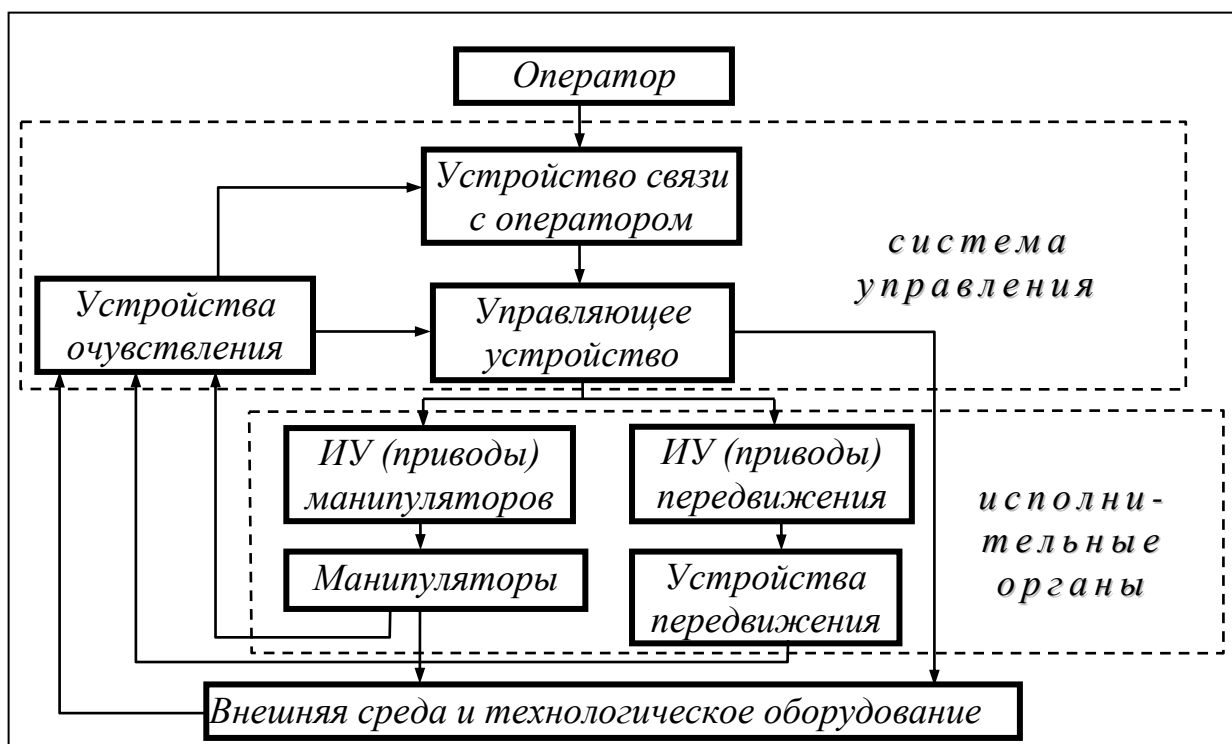 Оператор
Устройство связи
с оператором
система
управления
Устройства
очувствления
Управляющее
устройство
ИУ (приводы)
манипуляторов
ИУ (приводы)
передвижения
исполни-
тельные
органы
Манипуляторы
Устройства
передвижения
Внешняя среда и технологическое оборудование